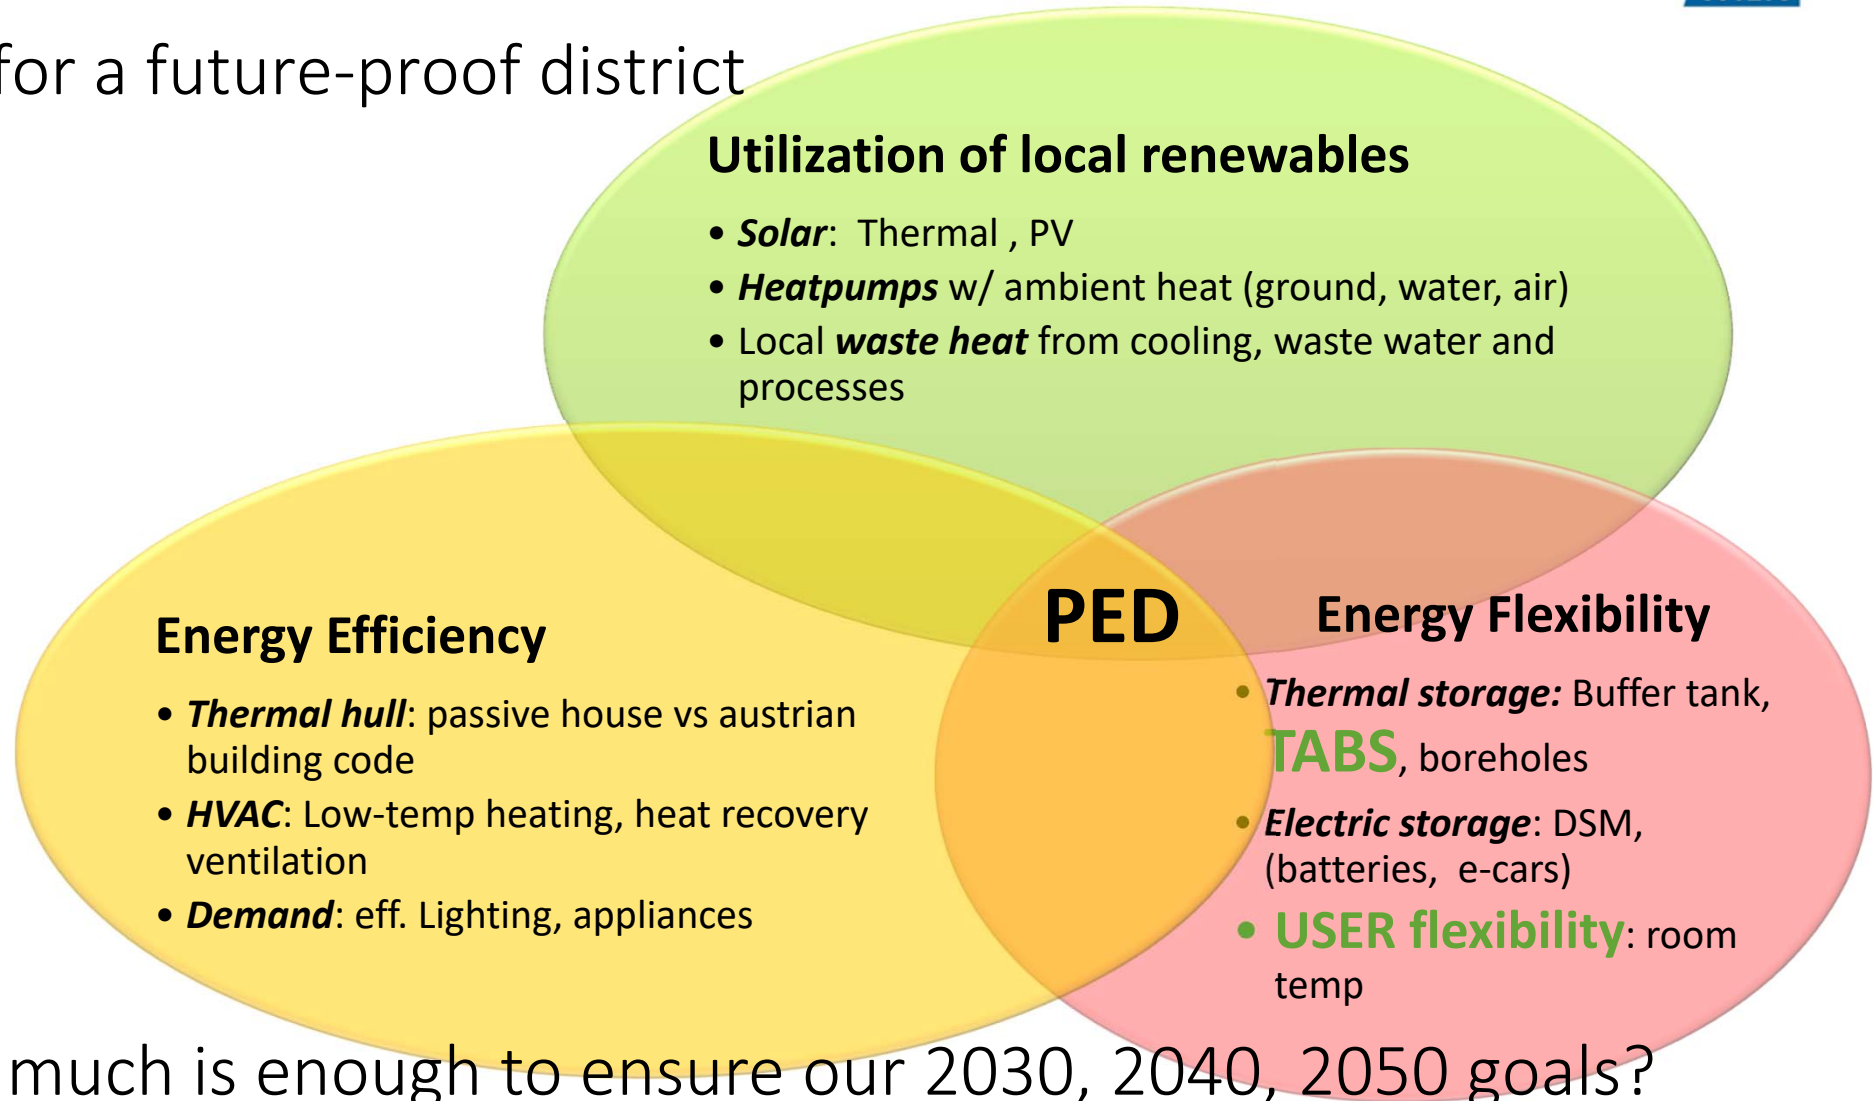 for a future-proof district
Utilization of local renewables
• Solar: Thermal , PV
• Heatpumps w/ ambient heat (ground, water, air)
• Local waste heat from cooling, waste water and
processes
PED
Energy Efficiency
• Thermal hull: passive house vs austrian
building code
• HVAC: Low-temp heating, heat recovery
ventilation
• Demand: eff. Lighting, appliances
Energy Flexibility
• Thermal storage: Buffer tank,
TABS, boreholes
• Electric storage: DSM,
(batteries, e-cars)
• USER flexibility: room
temp
much is enough to ensure our 2030, 2040, 2050 goals?